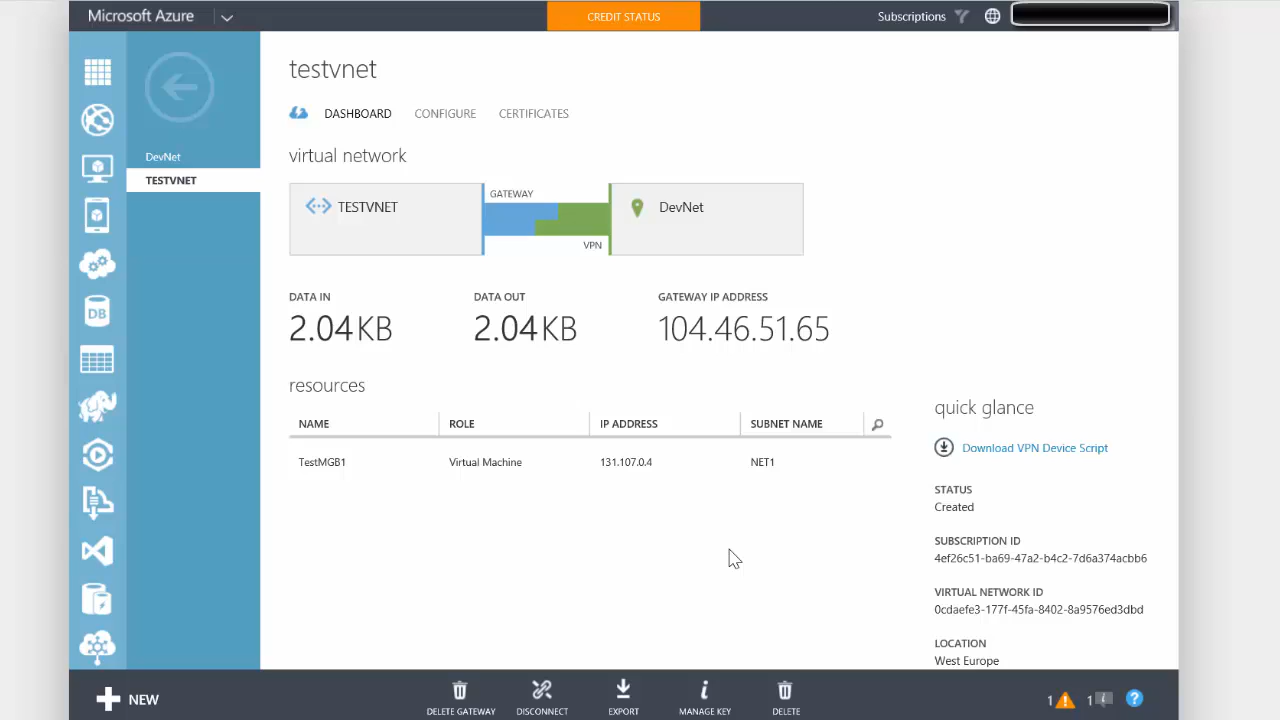 Microsoft Azure
CREDIT STATUS
Subscriptions
testvnet
DASHBOARD CONFIGURE CERTIFICATES
DevNet
TESTVNET
virtual network
GATEWAY
TESTVNET
DevNet
VPN
DATA IN DATA OUT GATEWAY IP ADDRESS
2.04 KB 2.04 KB 104.46.51.65
resources
NAME ROLE IP ADDRESS SUBNET NAME
TestMGB1 Virtual Machine 131.107.0.4 NET1
quick glance
Download VPN Device Script
STATUS
Created
SUBSCRIPTION ID
4ef26c51-ba69-47a2-b4c2-7d6a374acbb6
VIRTUAL NETWORK ID
0cdaefe3-177f-45fa-8402-8a9576ed3dbd
LOCATION
West Europe
DB
NEW
DELETE GATEWAY DISCONNECT EXPORT MANAGE KEY DELETE
1 1 ?